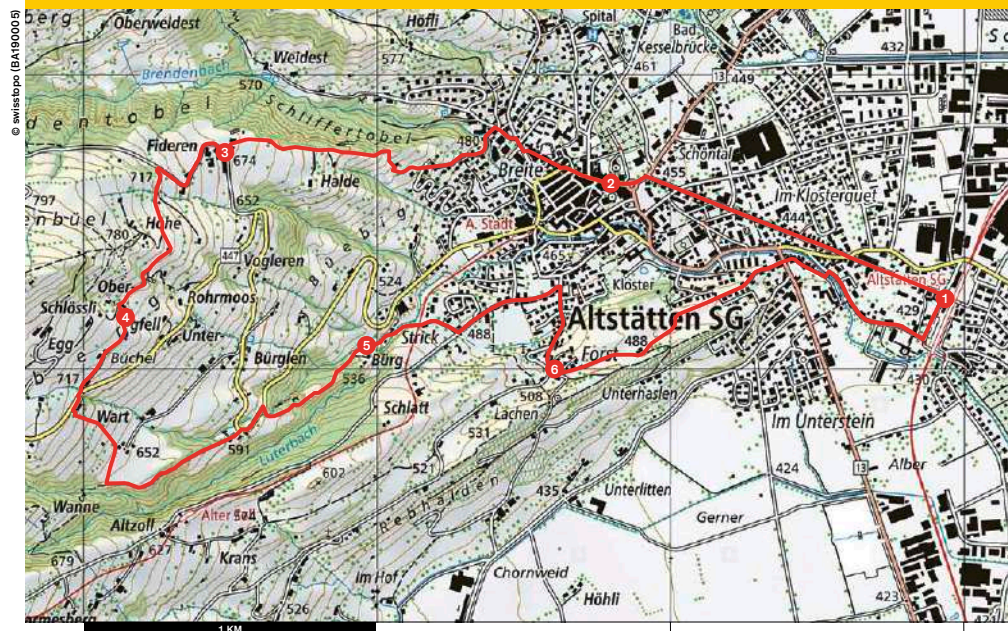 © swisstopo (BA190005)
Oberweidest
Höfli
Spital
Bad
Kesselbrücke
432
Weidest
577
461
13
449
Brendenbach
570
dentobel
Schliffertobel
480
Schöntal
Fideren
3
674
Breite
2
455
717
Halde
Im Klosterguet
797
652
444
Höhe
A. Stadt
780
447
Vogleren
465
Altstätten SG
Ober-
524
Kloster
1
Schlössli
Rohrmoos
429
4
Altstätten SG
Egg
Unter-
Strick
488
Büchel
Bürglen
5
Bürg
Forst
488
717
536
6
430
508
Unterhaslen
Wart
Schlatt
Lachen
Im Unterstein
652
531
591
Luterbach
602
521
424
13
Alber
Rebhalden
Wanne
435
Unterlitten
Altzoll
Gerner
627
Krans
679
Im Hof
Chornweid
526
Höhli
423
1 KM